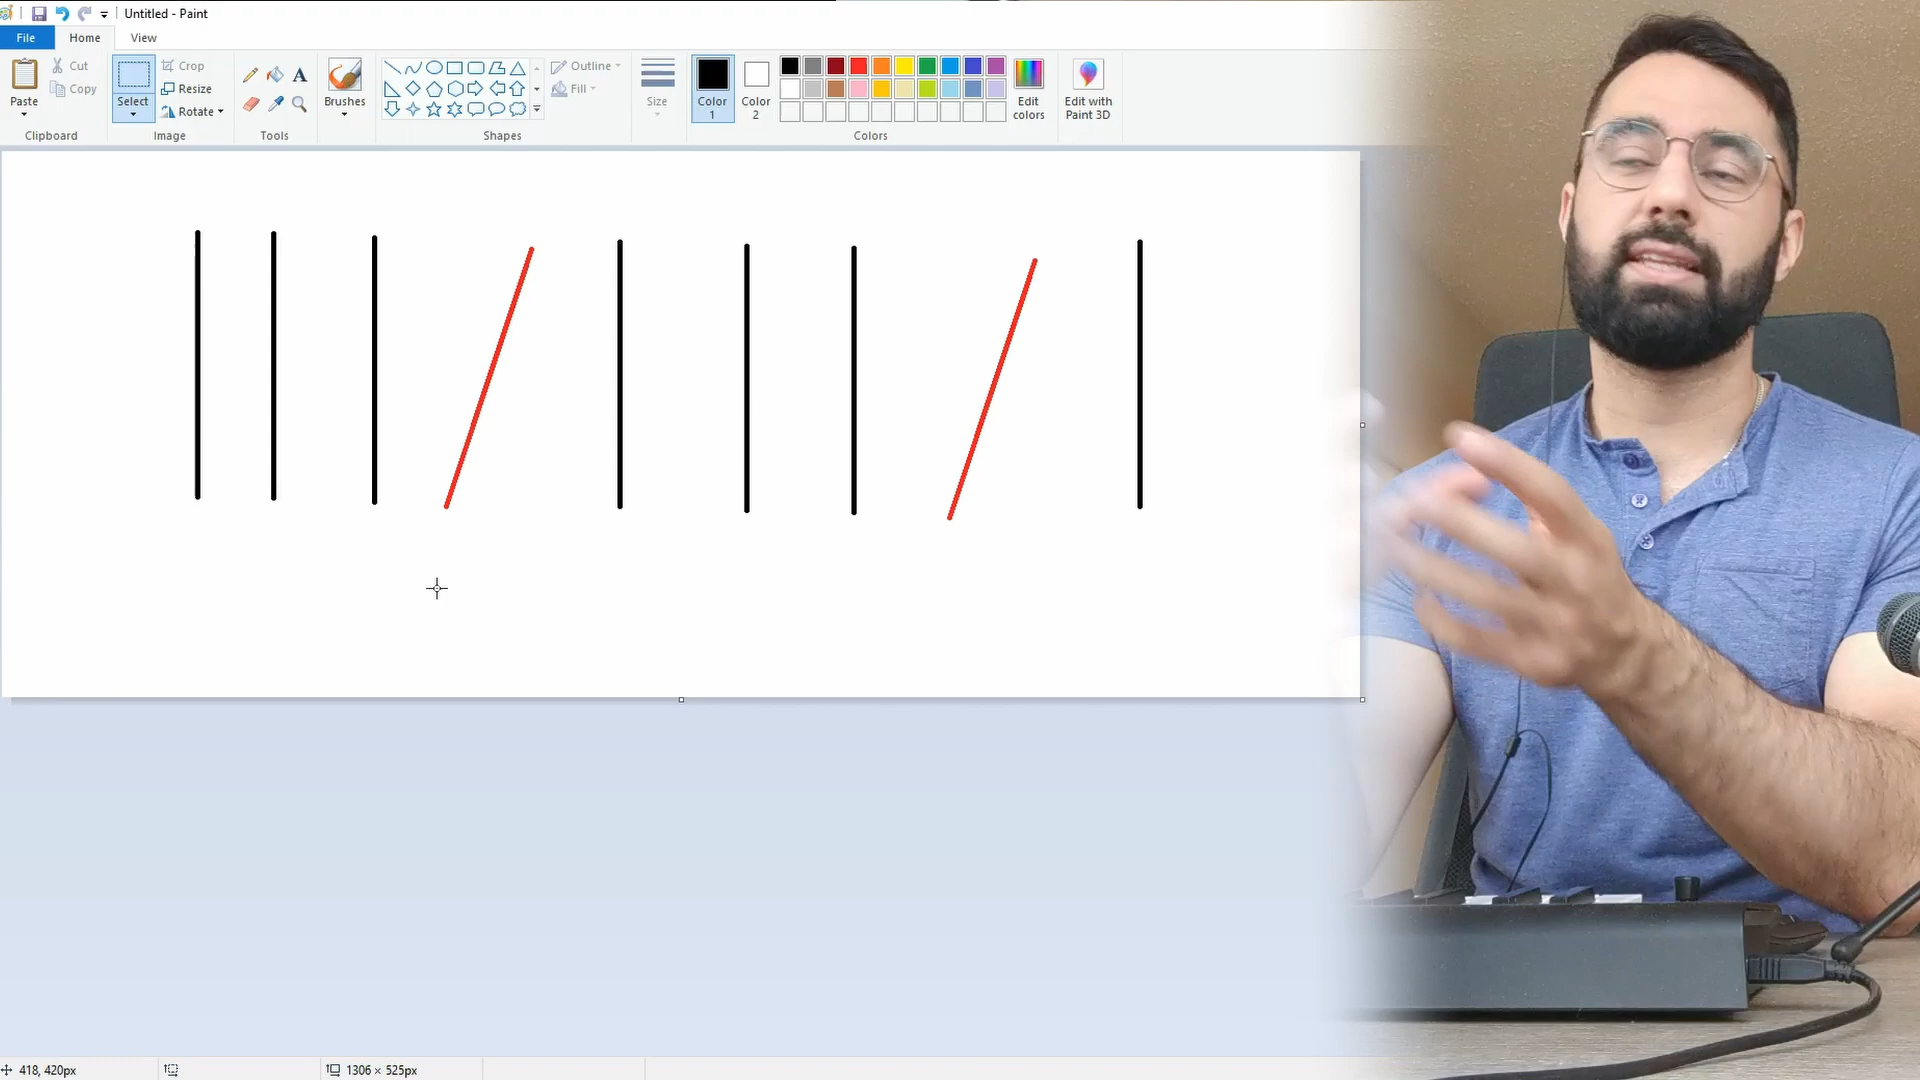 Untitled - Paint
File Home View
Paste
Cut
Copy
Clipboard
Select
Crop
Resize
Rotate
Image
A
Tools
Brushes
Outline
Fill
Shapes
Size
Color 1
Color 2
Edit colors
Colors
Edit with Paint 3D
418, 420px
1306 × 525px